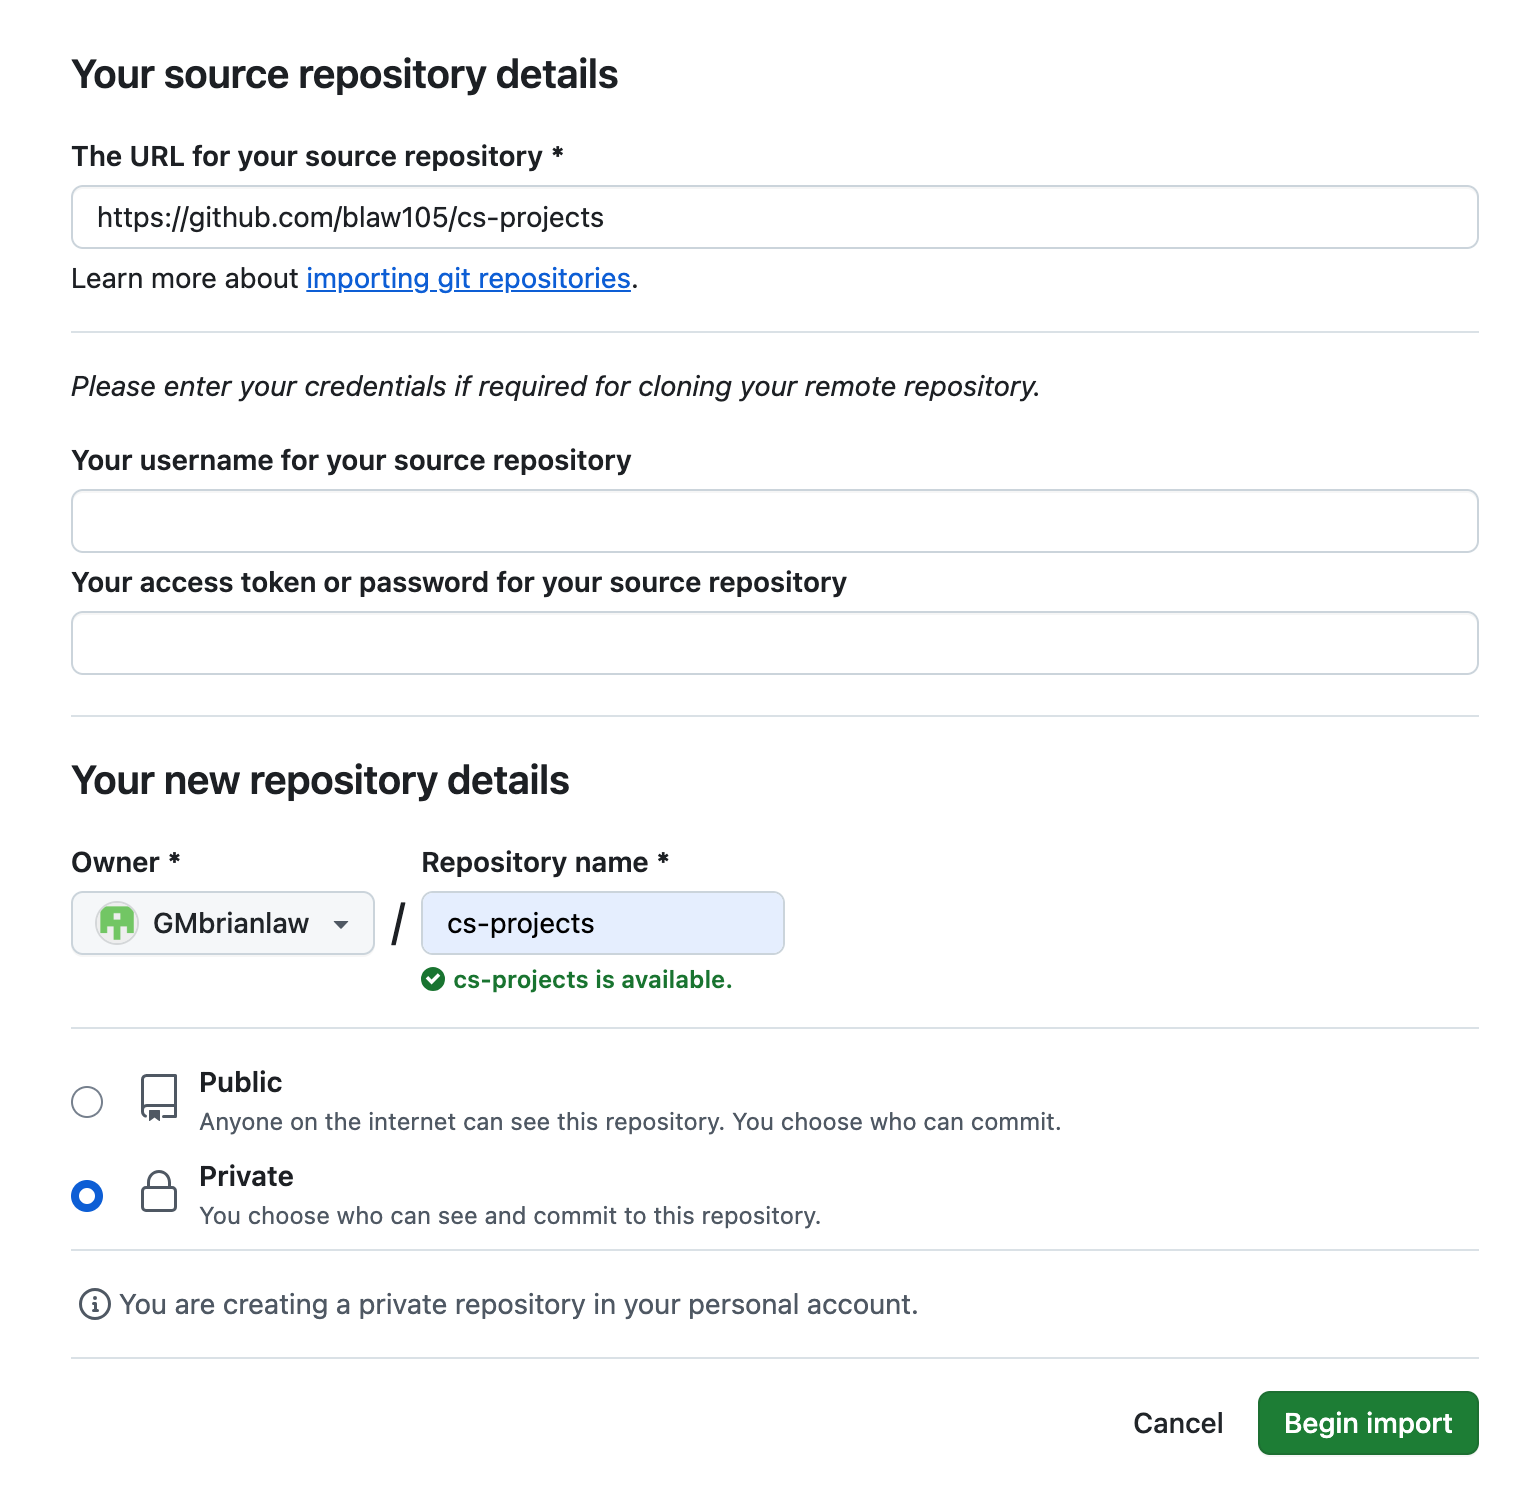 Your source repository details
The URL for your source repository *
https://github.com/blaw105/cs-projects
Learn more about importing git repositories.
Please enter your credentials if required for cloning your remote repository.
Your username for your source repository
Your access token or password for your source repository
Your new repository details
Owner * Repository name *
GMbrianlaw / cs-projects
cs-projects is available.
Public
Anyone on the internet can see this repository. You choose who can commit.
Private
You choose who can see and commit to this repository.
You are creating a private repository in your personal account.
Cancel Begin import